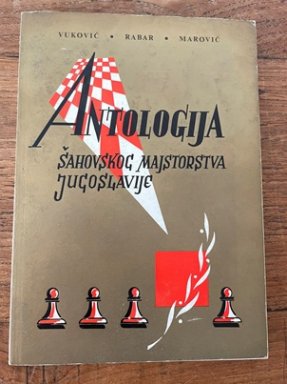 VUKOVIĆ • RABAR • MAROVIĆ
ANTOLOGIJA
ŠAHOVSKOG MAJSTORSTVA
JUGOSLAVIJE